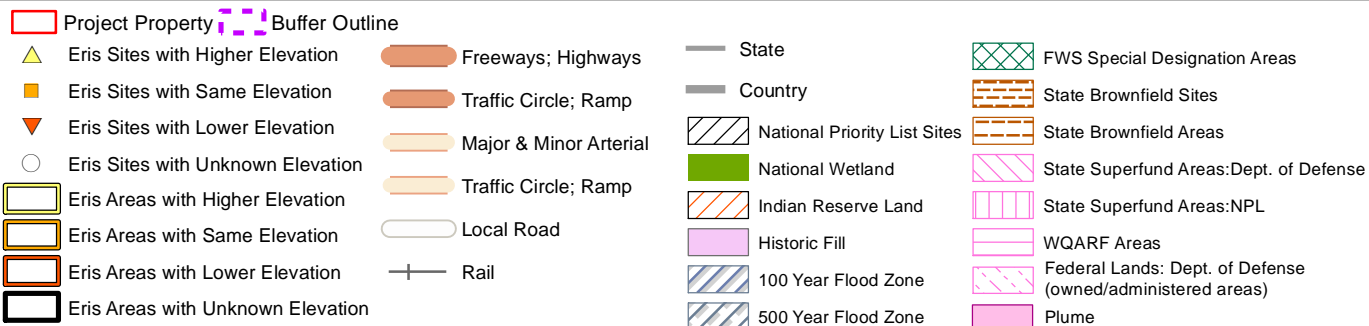 Project Property
Buffer Outline
Eris Sites with Higher Elevation
Eris Sites with Same Elevation
Eris Sites with Lower Elevation
Eris Sites with Unknown Elevation
Eris Areas with Higher Elevation
Eris Areas with Same Elevation
Eris Areas with Lower Elevation
Eris Areas with Unknown Elevation
Freeways; Highways
Traffic Circle; Ramp
Major & Minor Arterial
Traffic Circle; Ramp
Local Road
Rail
State
Country
National Priority List Sites
National Wetland
Indian Reserve Land
Historic Fill
100 Year Flood Zone
500 Year Flood Zone
FWS Special Designation Areas
State Brownfield Sites
State Brownfield Areas
State Superfund Areas:Dept. of Defense
State Superfund Areas:NPL
WQARF Areas
Federal Lands: Dept. of Defense
(owned/administered areas)
Plume